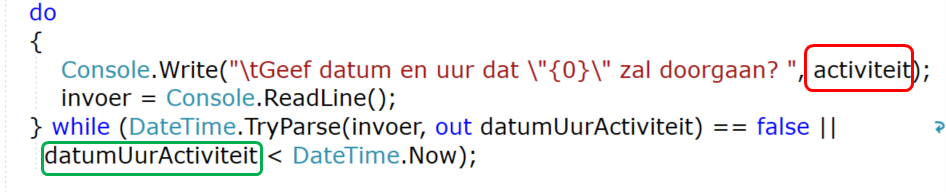 do
{
Console.Write("\tGeef datum en uur dat \"{0}\" zal doorgaan? ", activiteit);
invoer = Console.ReadLine();
} while (DateTime.TryParse(invoer, out datumUurActiviteit) == false ||
datumUurActiviteit < DateTime.Now);